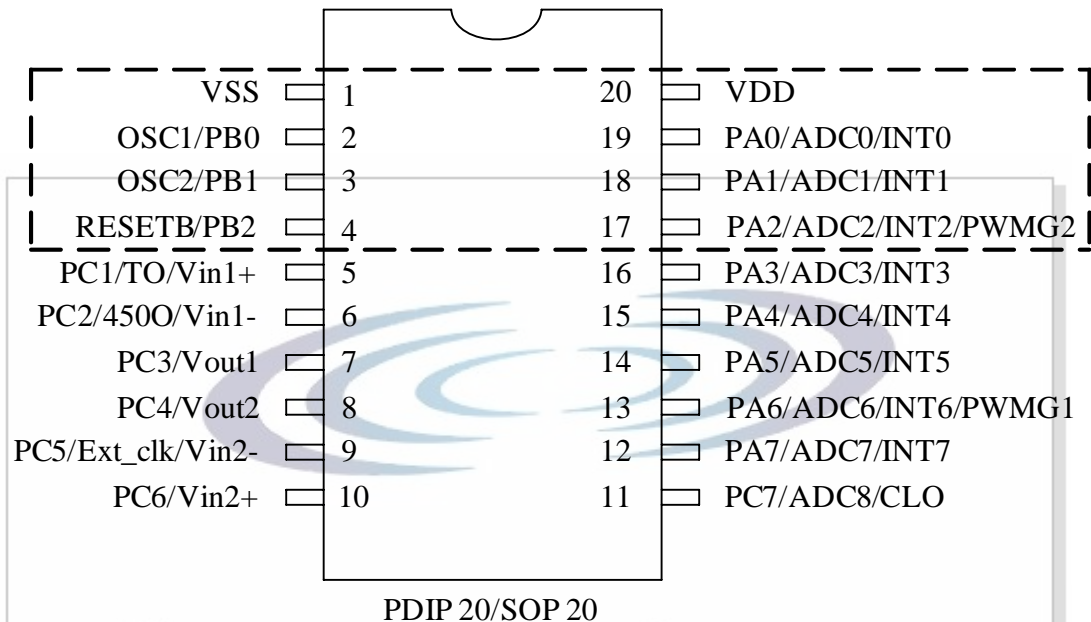 VSS 1 20 VDD
OSC1/PB0 2 19 PA0/ADC0/INT0
OSC2/PB1 3 18 PA1/ADC1/INT1
RESETB/PB2 4 17 PA2/ADC2/INT2/PWMG2
PC1/TO/Vin1+ 5 16 PA3/ADC3/INT3
PC2/450O/Vin1- 6 15 PA4/ADC4/INT4
PC3/Vout1 7 14 PA5/ADC5/INT5
PC4/Vout2 8 13 PA6/ADC6/INT6/PWMG1
PC5/Ext_clk/Vin2- 9 12 PA7/ADC7/INT7
PC6/Vin2+ 10 11 PC7/ADC8/CLO
PDIP 20/SOP 20